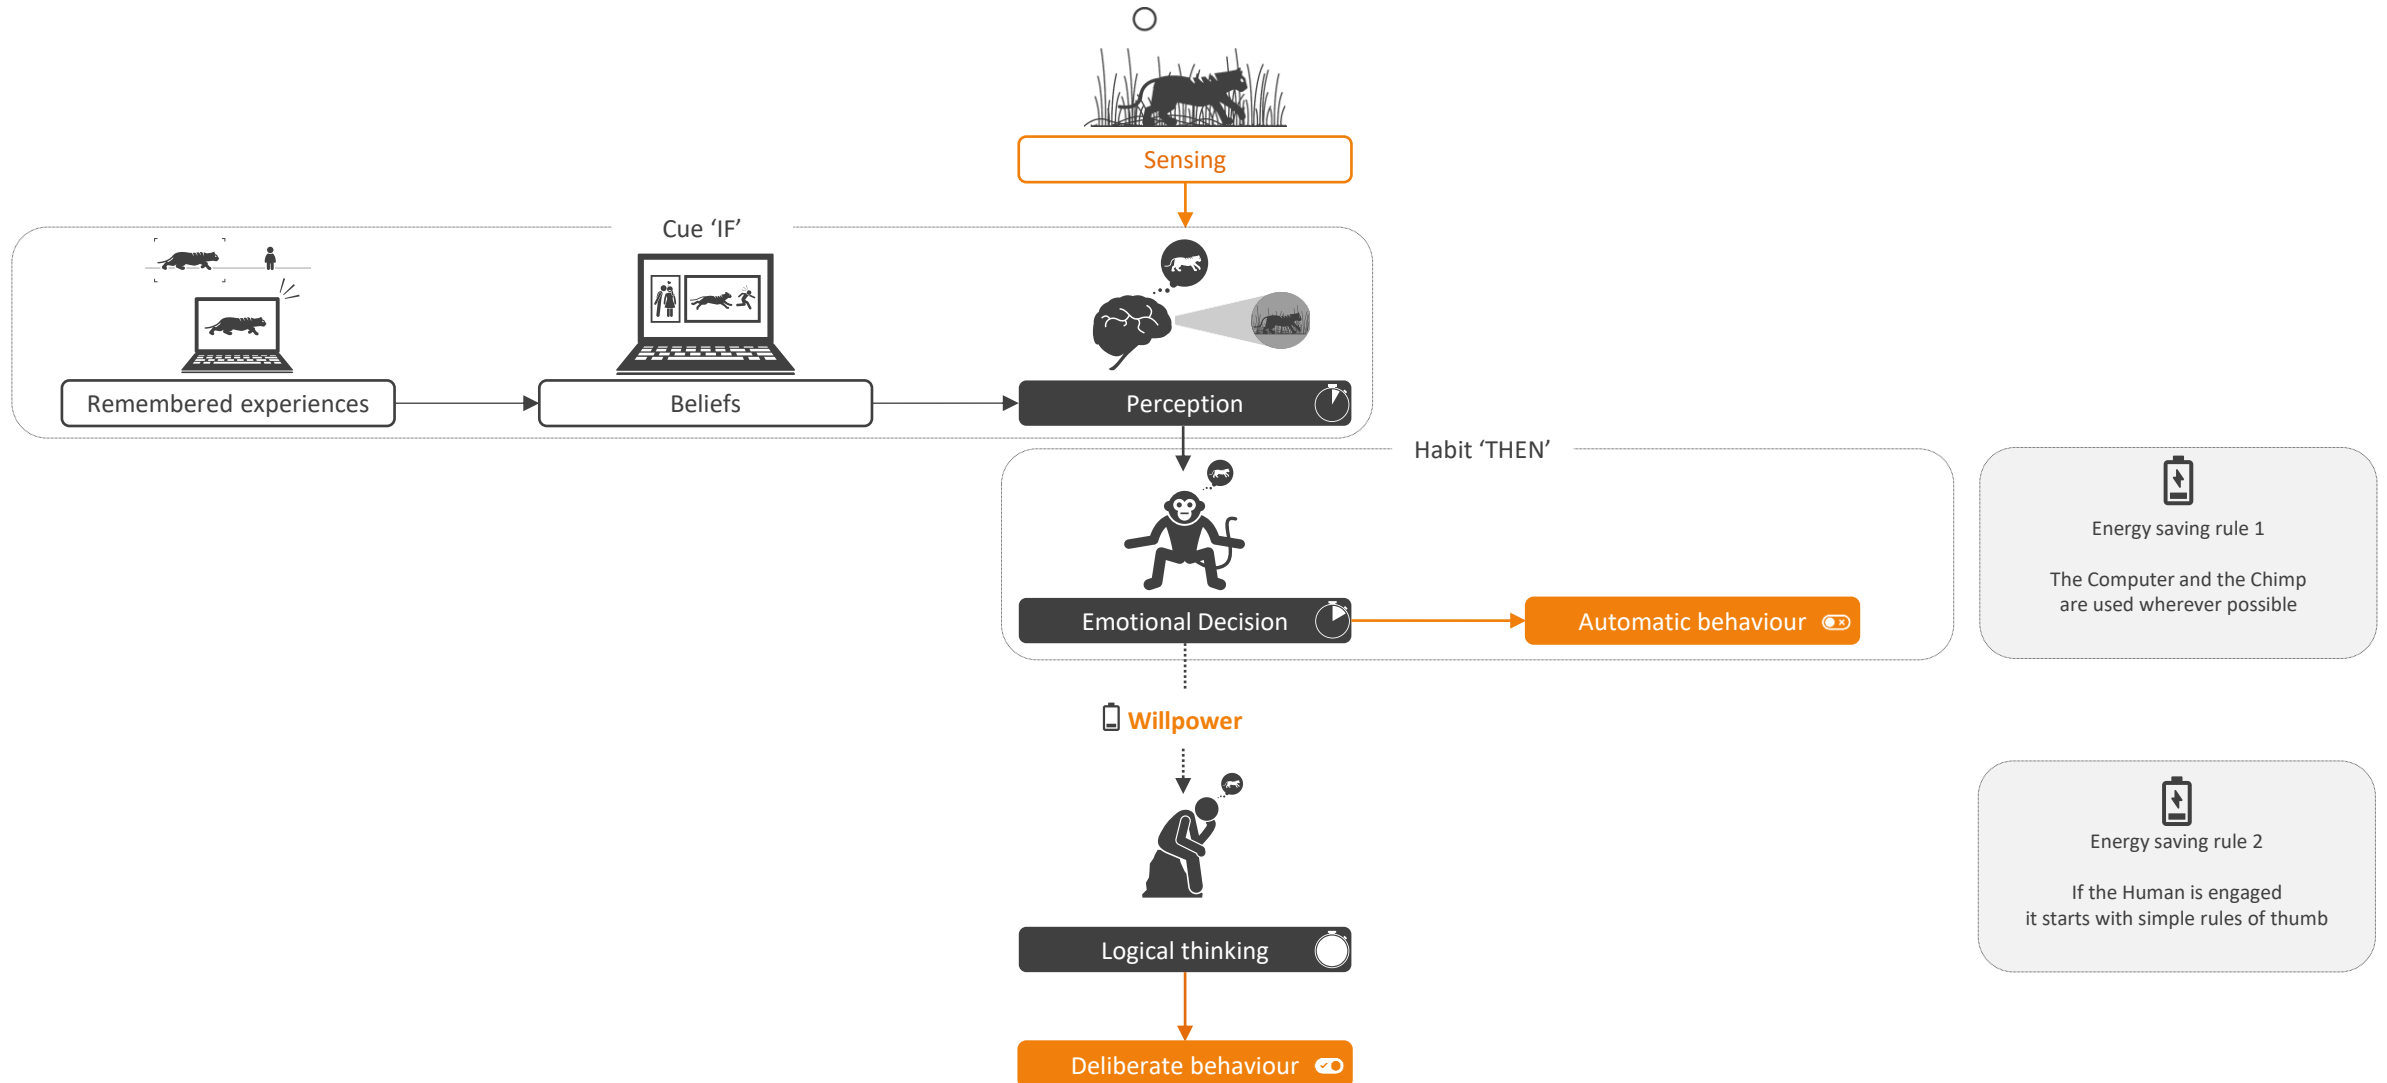 Sensing
Cue ‘IF’
Remembered experiences
Beliefs
Perception
Habit ‘THEN’
Emotional Decision
Automatic behaviour
Energy saving rule 1
The Computer and the Chimp
are used wherever possible
Willpower
Energy saving rule 2
If the Human is engaged
it starts with simple rules of thumb
Logical thinking
Deliberate behaviour